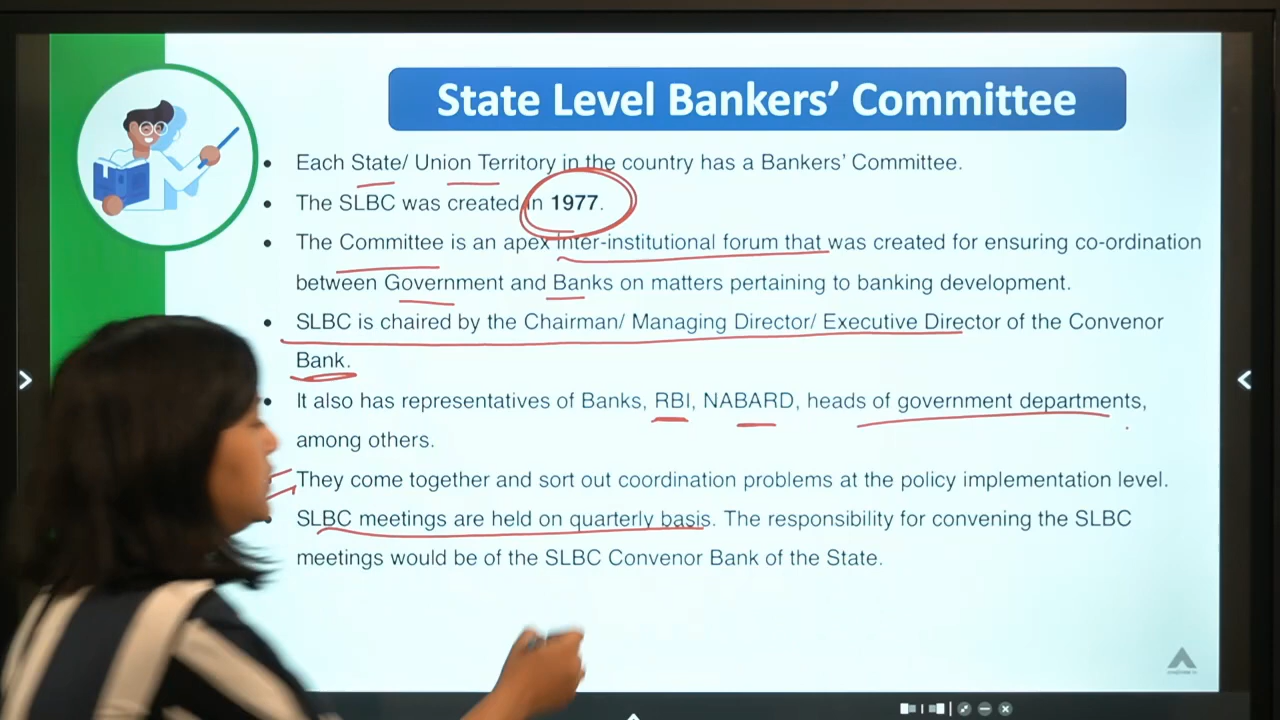 State Level Bankers’ Committee
• Each State/ Union Territory in the country has a Bankers’ Committee.
• The SLBC was created in 1977.
• The Committee is an apex inter-institutional forum that was created for ensuring co-ordination
between Government and Banks on matters pertaining to banking development.
• SLBC is chaired by the Chairman/ Managing Director/ Executive Director of the Convenor
Bank.
• It also has representatives of Banks, RBI, NABARD, heads of government departments,
among others.
They come together and sort out coordination problems at the policy implementation level.
• SLBC meetings are held on quarterly basis. The responsibility for convening the SLBC
meetings would be of the SLBC Convenor Bank of the State.